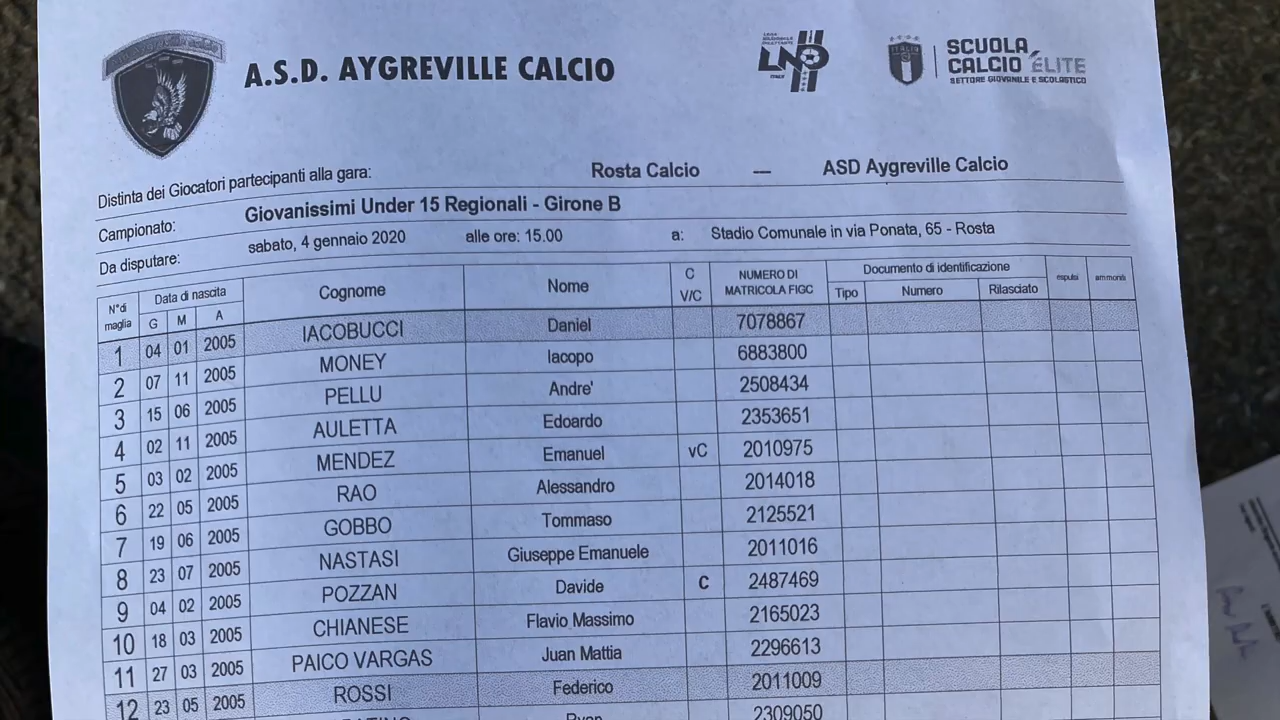 A.S.D. AYGREVILLE CALCIO
LEGA NAZIONALE DILETTANTI
LND
ITALIA
SCUOLA
CALCIO ÉLITE
SETTORE GIOVANILE E SCOLASTICO
Distinta dei Giocatori partecipanti alla gara: Rosta Calcio — ASD Aygreville Calcio
Campionato: Giovanissimi Under 15 Regionali - Girone B
Da disputare: sabato, 4 gennaio 2020 alle ore: 15.00 a: Stadio Comunale in via Ponata, 65 - Rosta
N°di maglia Data di nascita Cognome Nome C V/C NUMERO DI MATRICOLA FIGC Documento di identificazione espulsi ammoniti
G M A Tipo Numero Rilasciato
1 04 01 2005 IACOBUCCI Daniel 7078867
2 07 11 2005 MONEY Iacopo 6883800
3 15 06 2005 PELLU Andre' 2508434
4 02 11 2005 AULETTA Edoardo 2353651
5 03 02 2005 MENDEZ Emanuel vC 2010975
6 22 05 2005 RAO Alessandro 2014018
7 19 06 2005 GOBBO Tommaso 2125521
8 23 07 2005 NASTASI Giuseppe Emanuele 2011016
9 04 02 2005 POZZAN Davide C 2487469
10 18 03 2005 CHIANESE Flavio Massimo 2165023
11 27 03 2005 PAICO VARGAS Juan Mattia 2296613
12 23 05 2005 ROSSI Federico 2011009
2309050